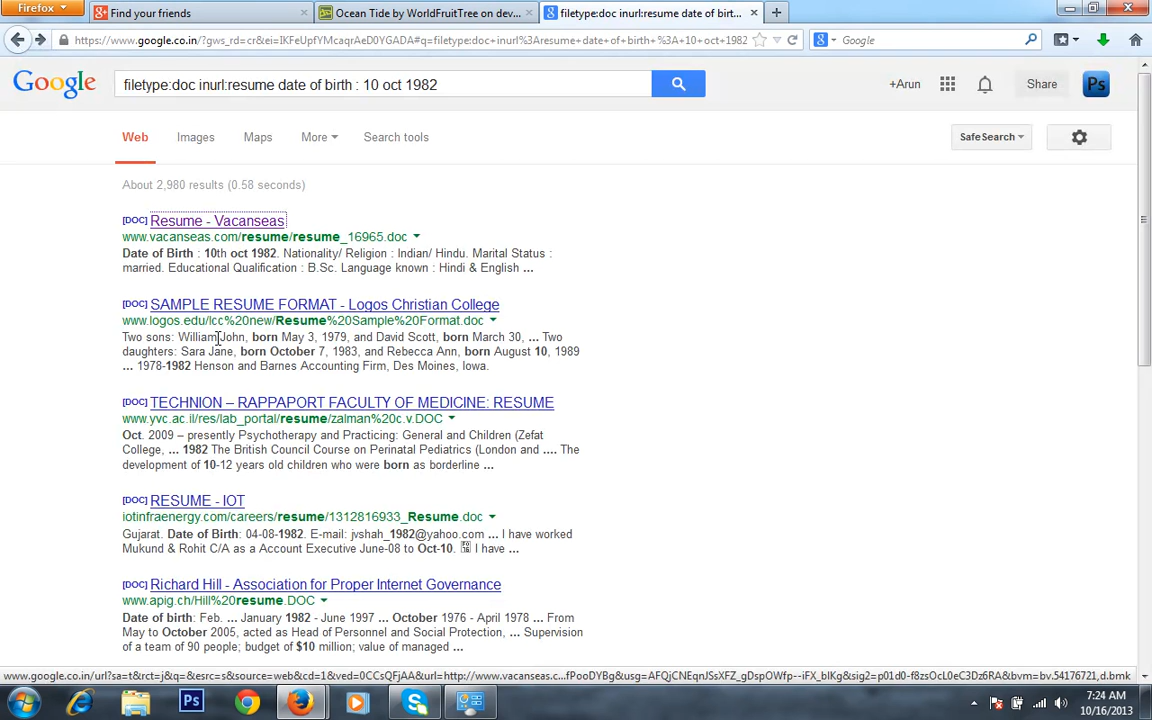 Firefox
Find your friends
Ocean Tide by WorldFruitTree on dev...
filetype:doc inurl:resume date of birt...
https://www.google.co.in/?gws_rd=cr&ei=IKFeUpfYMcaqrAeD0YGADA#q=filetype:doc+inurl%3Aresume+date+of+birth+%3A+10+oct+1982
Google
Google
filetype:doc inurl:resume date of birth : 10 oct 1982
+Arun
Share
Ps
Web
Images
Maps
More
Search tools
SafeSearch
About 2,980 results (0.58 seconds)
[DOC] Resume - Vacanseas
www.vacanseas.com/resume/resume_16965.doc
Date of Birth : 10th oct 1982. Nationality/ Religion : Indian/ Hindu. Marital Status :
married. Educational Qualification : B.Sc. Language known : Hindi & English ...
[DOC] SAMPLE RESUME FORMAT - Logos Christian College
www.logos.edu/lcc%20new/Resume%20Sample%20Format.doc
Two sons: William John, born May 3, 1979, and David Scott, born March 30, ... Two
daughters: Sara Jane, born October 7, 1983, and Rebecca Ann, born August 10, 1989
... 1978-1982 Henson and Barnes Accounting Firm, Des Moines, Iowa.
[DOC] TECHNION – RAPPAPORT FACULTY OF MEDICINE: RESUME
www.yvc.ac.il/res/lab_portal/resume/zalman%20c.v.DOC
Oct. 2009 – presently Psychotherapy and Practicing: General and Children (Zefat
College, ... 1982 The British Council Course on Perinatal Pediatrics (London and .... The
development of 10-12 years old children who were born as borderline ...
[DOC] RESUME - IOT
iotinfraenergy.com/careers/resume/1312816933_Resume.doc
Gujarat. Date of Birth: 04-08-1982. E-mail: jvshah_1982@yahoo.com ... I have worked
Mukund & Rohit C/A as a Account Executive June-08 to Oct-10. I have ...
[DOC] Richard Hill - Association for Proper Internet Governance
www.apig.ch/Hill%20resume.DOC
Date of birth: Feb. ... January 1982 - June 1997 ... October 1976 - April 1978 ... From
May to October 2005, acted as Head of Personnel and Social Protection, ... Supervision
of a team of 90 people; budget of $10 million; value of managed ...
Ps
7:24 AM
10/16/2013